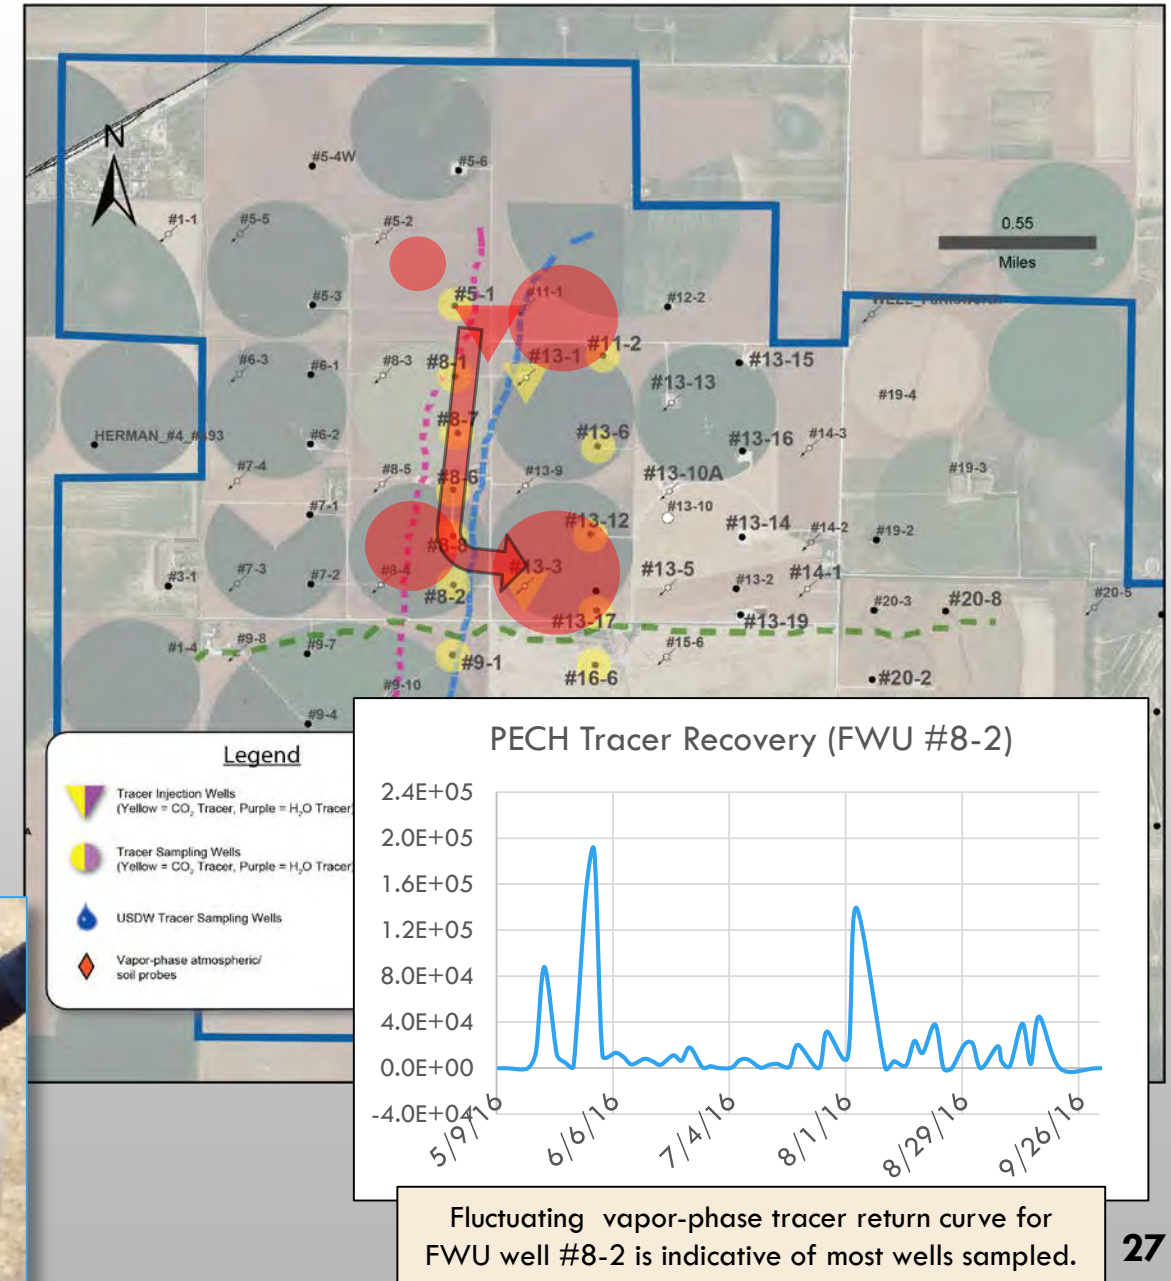 N
#5-4W
#5-6
#1-1
#5-5
#5-2
0.55
Miles
#5-3
#5-1
#11-1
#12-2
#6-3
#6-1
#8-3
#8-1
#13-1
#11-2
#13-15
#13-13
#19-4
HERMAN_#4_#893
#6-2
#8-7
#13-6
#13-16
#14-3
#7-4
#8-5
#8-6
#13-9
#13-10A
#19-3
#7-1
#13-10
#8-8
#13-12
#13-14
#14-2
#19-2
#3-1
#7-3
#7-2
#8-4
#8-2
#13-3
#13-5
#13-2
#14-1
#20-3
#20-8
#20-5
#13-17
#13-19
#1-4
#9-8
#9-7
#9-1
#15-6
#16-6
#9-10
#20-2
#9-4
Legend
Tracer Injection Wells
(Yellow = CO₂ Tracer, Purple = H₂O Tracer)
Tracer Sampling Wells
(Yellow = CO₂ Tracer, Purple = H₂O Tracer)
USDW Tracer Sampling Wells
Vapor-phase atmospheric/
soil probes
PECH Tracer Recovery (FWU #8-2)
2.4E+05
2.0E+05
1.6E+05
1.2E+05
8.0E+04
4.0E+04
0.0E+00
-4.0E+04
5/9/16
6/6/16
7/4/16
8/1/16
8/29/16
9/26/16
Fluctuating vapor-phase tracer return curve for
FWU well #8-2 is indicative of most wells sampled.
27